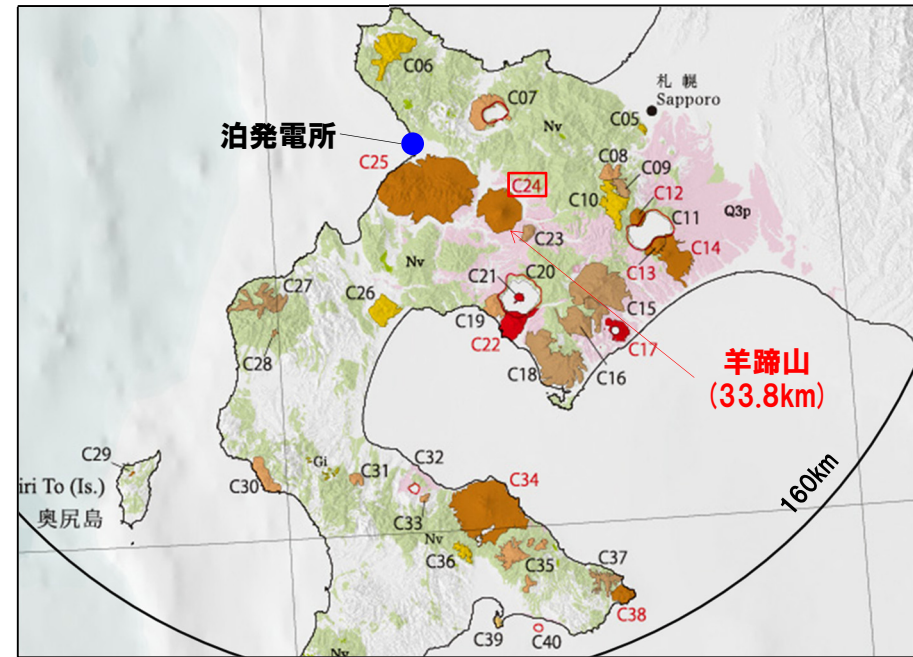 C06
C07
札幌
Sapporo
Nv
C05
泊発電所
C25
C24
C08
C09
C12
C10
C11
Q3p
C23
C14
C13
Nv
C21
C20
C27
C26
C15
C19
C22
C17
C28
C16
C18
羊蹄山
(33.8km)
C29
C32
Gi
C31
C34
C30
iri To (Is.)
奥尻島
160km
C33
Nv
C36
C35
C37
C38
C39
C40
Nv